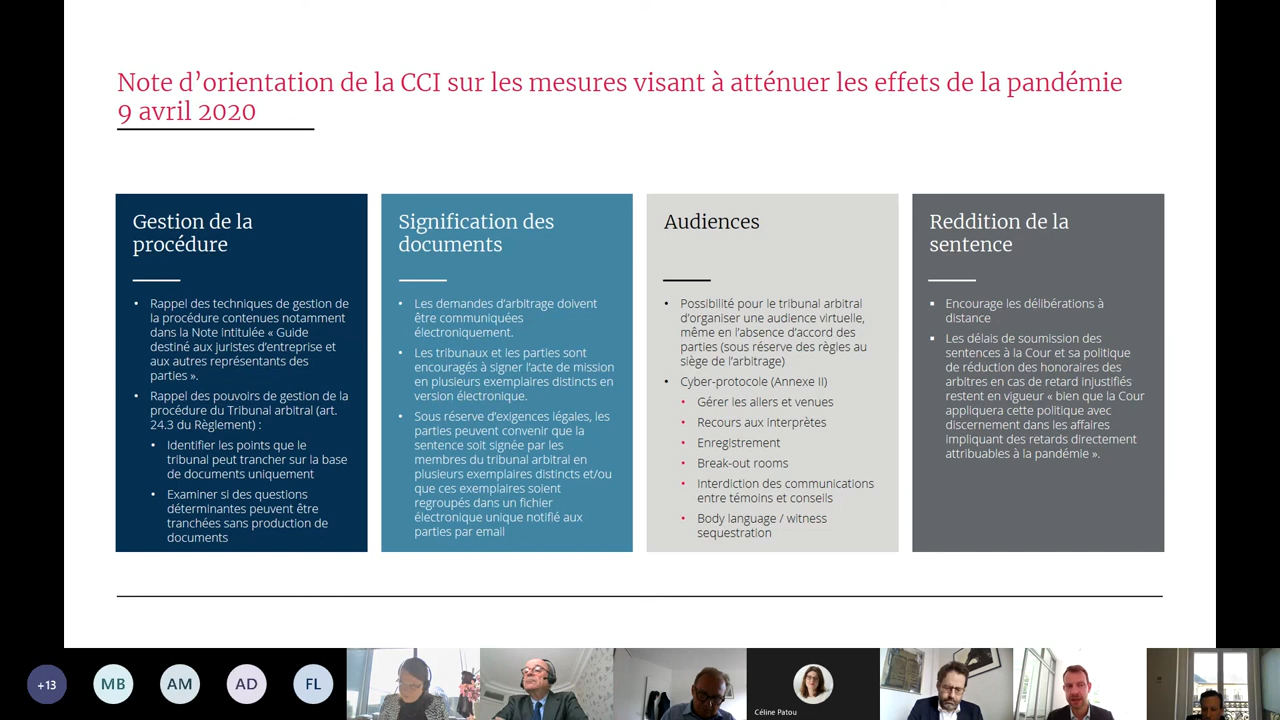 Note d’orientation de la CCI sur les mesures visant à atténuer les effets de la pandémie
9 avril 2020
Gestion de la
procédure
• Rappel des techniques de gestion de
la procédure contenues notamment
dans la Note intitulée « Guide
destiné aux juristes d’entreprise et
aux autres représentants des
parties ».
• Rappel des pouvoirs de gestion de la
procédure du Tribunal arbitral (art.
24.3 du Règlement) :
• Identifier les points que le
tribunal peut trancher sur la base
de documents uniquement
• Examiner si des questions
déterminantes peuvent être
tranchées sans production de
documents
Signification des
documents
• Les demandes d’arbitrage doivent
être communiquées
électroniquement.
• Les tribunaux et les parties sont
encouragés à signer l’acte de mission
en plusieurs exemplaires distincts en
version électronique.
• Sous réserve d’exigences légales, les
parties peuvent convenir que la
sentence soit signée par les
membres du tribunal arbitral en
plusieurs exemplaires distincts et/ou
que ces exemplaires soient
regroupés dans un fichier
électronique unique notifié aux
parties par email
Audiences
• Possibilité pour le tribunal arbitral
d’organiser une audience virtuelle,
même en l’absence d’accord des
parties (sous réserve des règles au
siège de l’arbitrage)
• Cyber-protocole (Annexe II)
• Gérer les allers et venues
• Recours aux interprètes
• Enregistrement
• Break-out rooms
• Interdiction des communications
entre témoins et conseils
• Body language / witness
sequestration
Reddition de la
sentence
▪ Encourage les délibérations à
distance
▪ Les délais de soumission des
sentences à la Cour et sa politique
de réduction des honoraires des
arbitres en cas de retard injustifiés
restent en vigueur « bien que la Cour
appliquera cette politique avec
discernement dans les affaires
impliquant des retards directement
attribuables à la pandémie ».
+13
MB
AM
AD
FL
Céline Patou